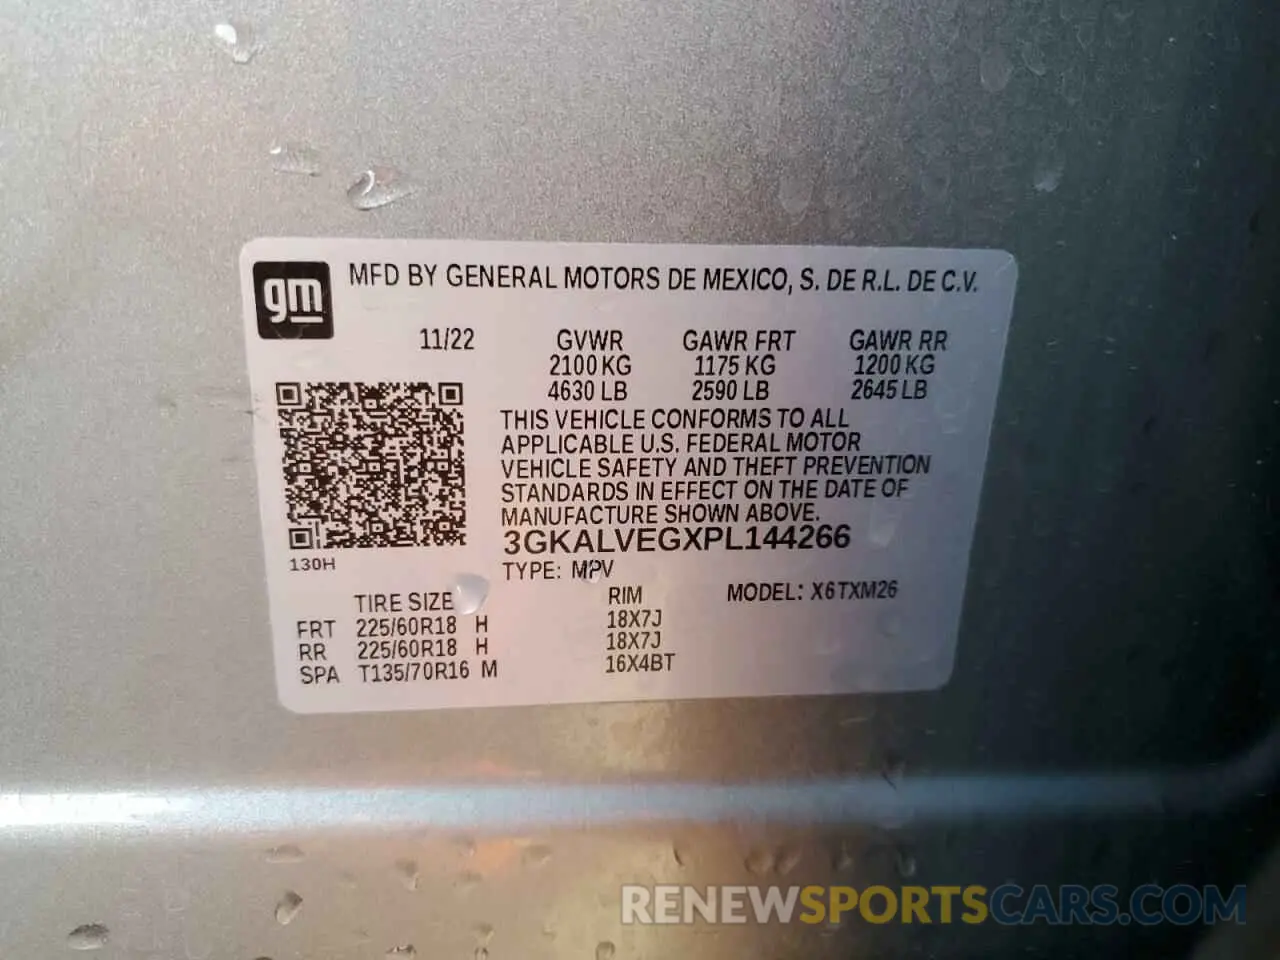 gm
MFD BY GENERAL MOTORS DE MEXICO, S. DE R.L. DE C.V.
11/22 GVWR GAWR FRT GAWR RR
2100 KG 1175 KG 1200 KG
4630 LB 2590 LB 2645 LB
THIS VEHICLE CONFORMS TO ALL
APPLICABLE U.S. FEDERAL MOTOR
VEHICLE SAFETY AND THEFT PREVENTION
STANDARDS IN EFFECT ON THE DATE OF
MANUFACTURE SHOWN ABOVE.
3GKALVEGXPL144266
130H
TYPE: MPV
TIRE SIZE RIM MODEL: X6TXM26
FRT 225/60R18 H 18X7J
RR 225/60R18 H 18X7J
SPA T135/70R16 M 16X4BT
RENEWSPORTSCARS.COM